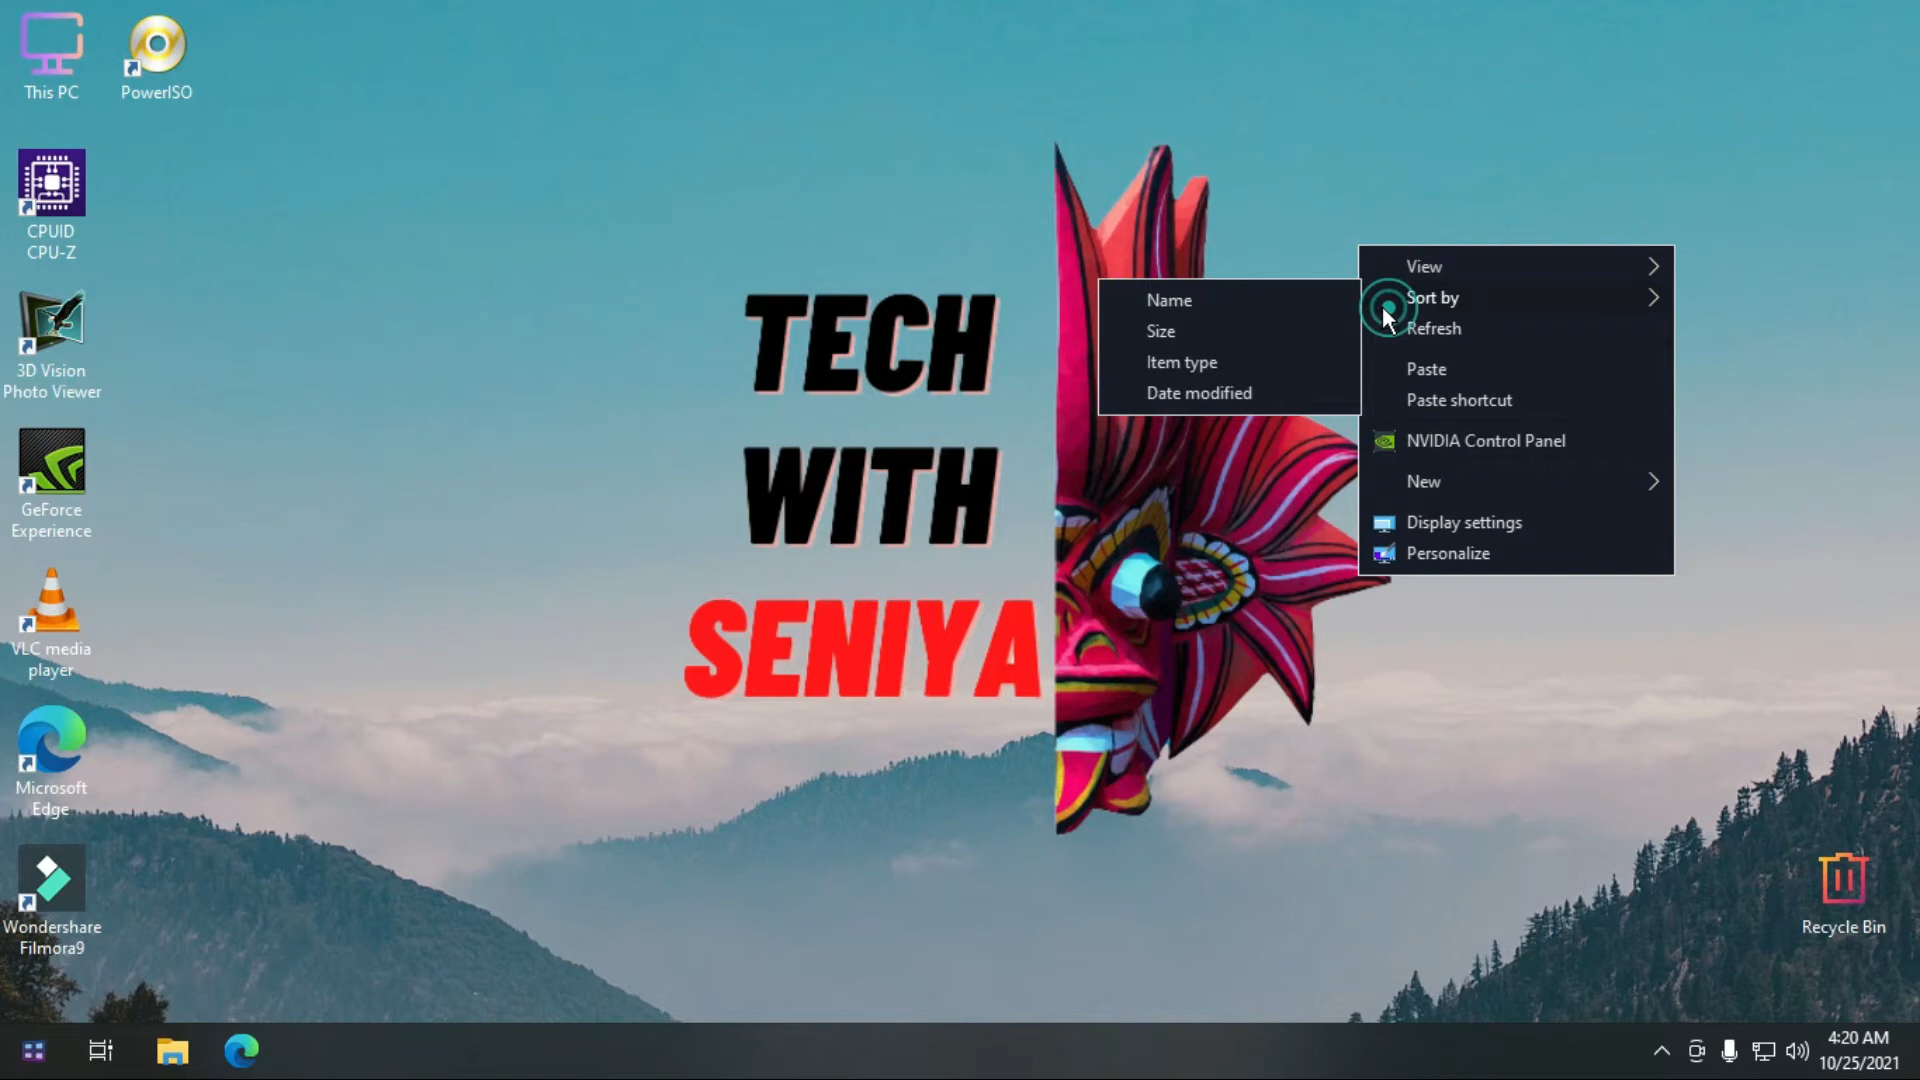 This PC
PowerISO
CPUID
CPU-Z
3D Vision
Photo Viewer
GeForce
Experience
VLC media
player
Microsoft
Edge
Wondershare
Filmora9
TECH
WITH
SENIYA
Name
Size
Item type
Date modified
View
Sort by
Refresh
Paste
Paste shortcut
NVIDIA Control Panel
New
Display settings
Personalize
Recycle Bin
4:20 AM
10/25/2021